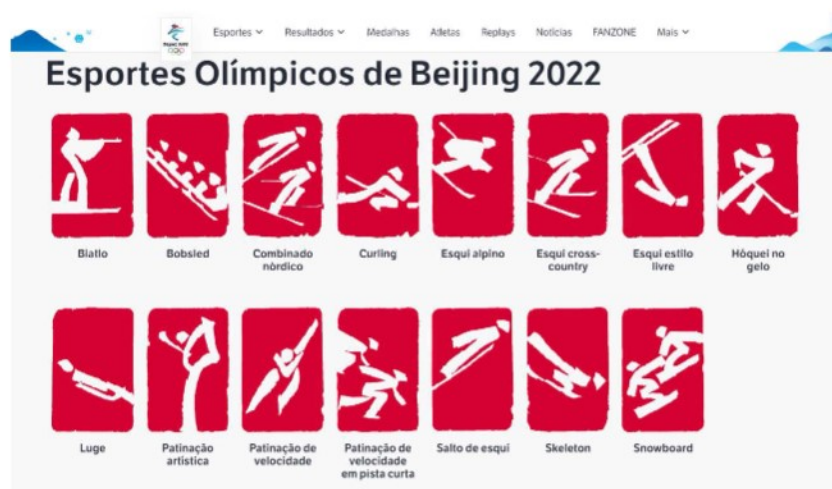 Esportes Resultados Medalhas Atletas Replays Notícias FANZONE Mais
BEIJING 2022
Esportes Olímpicos de Beijing 2022
Biatlo Bobsled Combinado nórdico Curling Esqui alpino Esqui cross-country Esqui estilo livre Hóquei no gelo
Luge Patinação artística Patinação de velocidade Patinação de velocidade em pista curta Salto de esqui Skeleton Snowboard